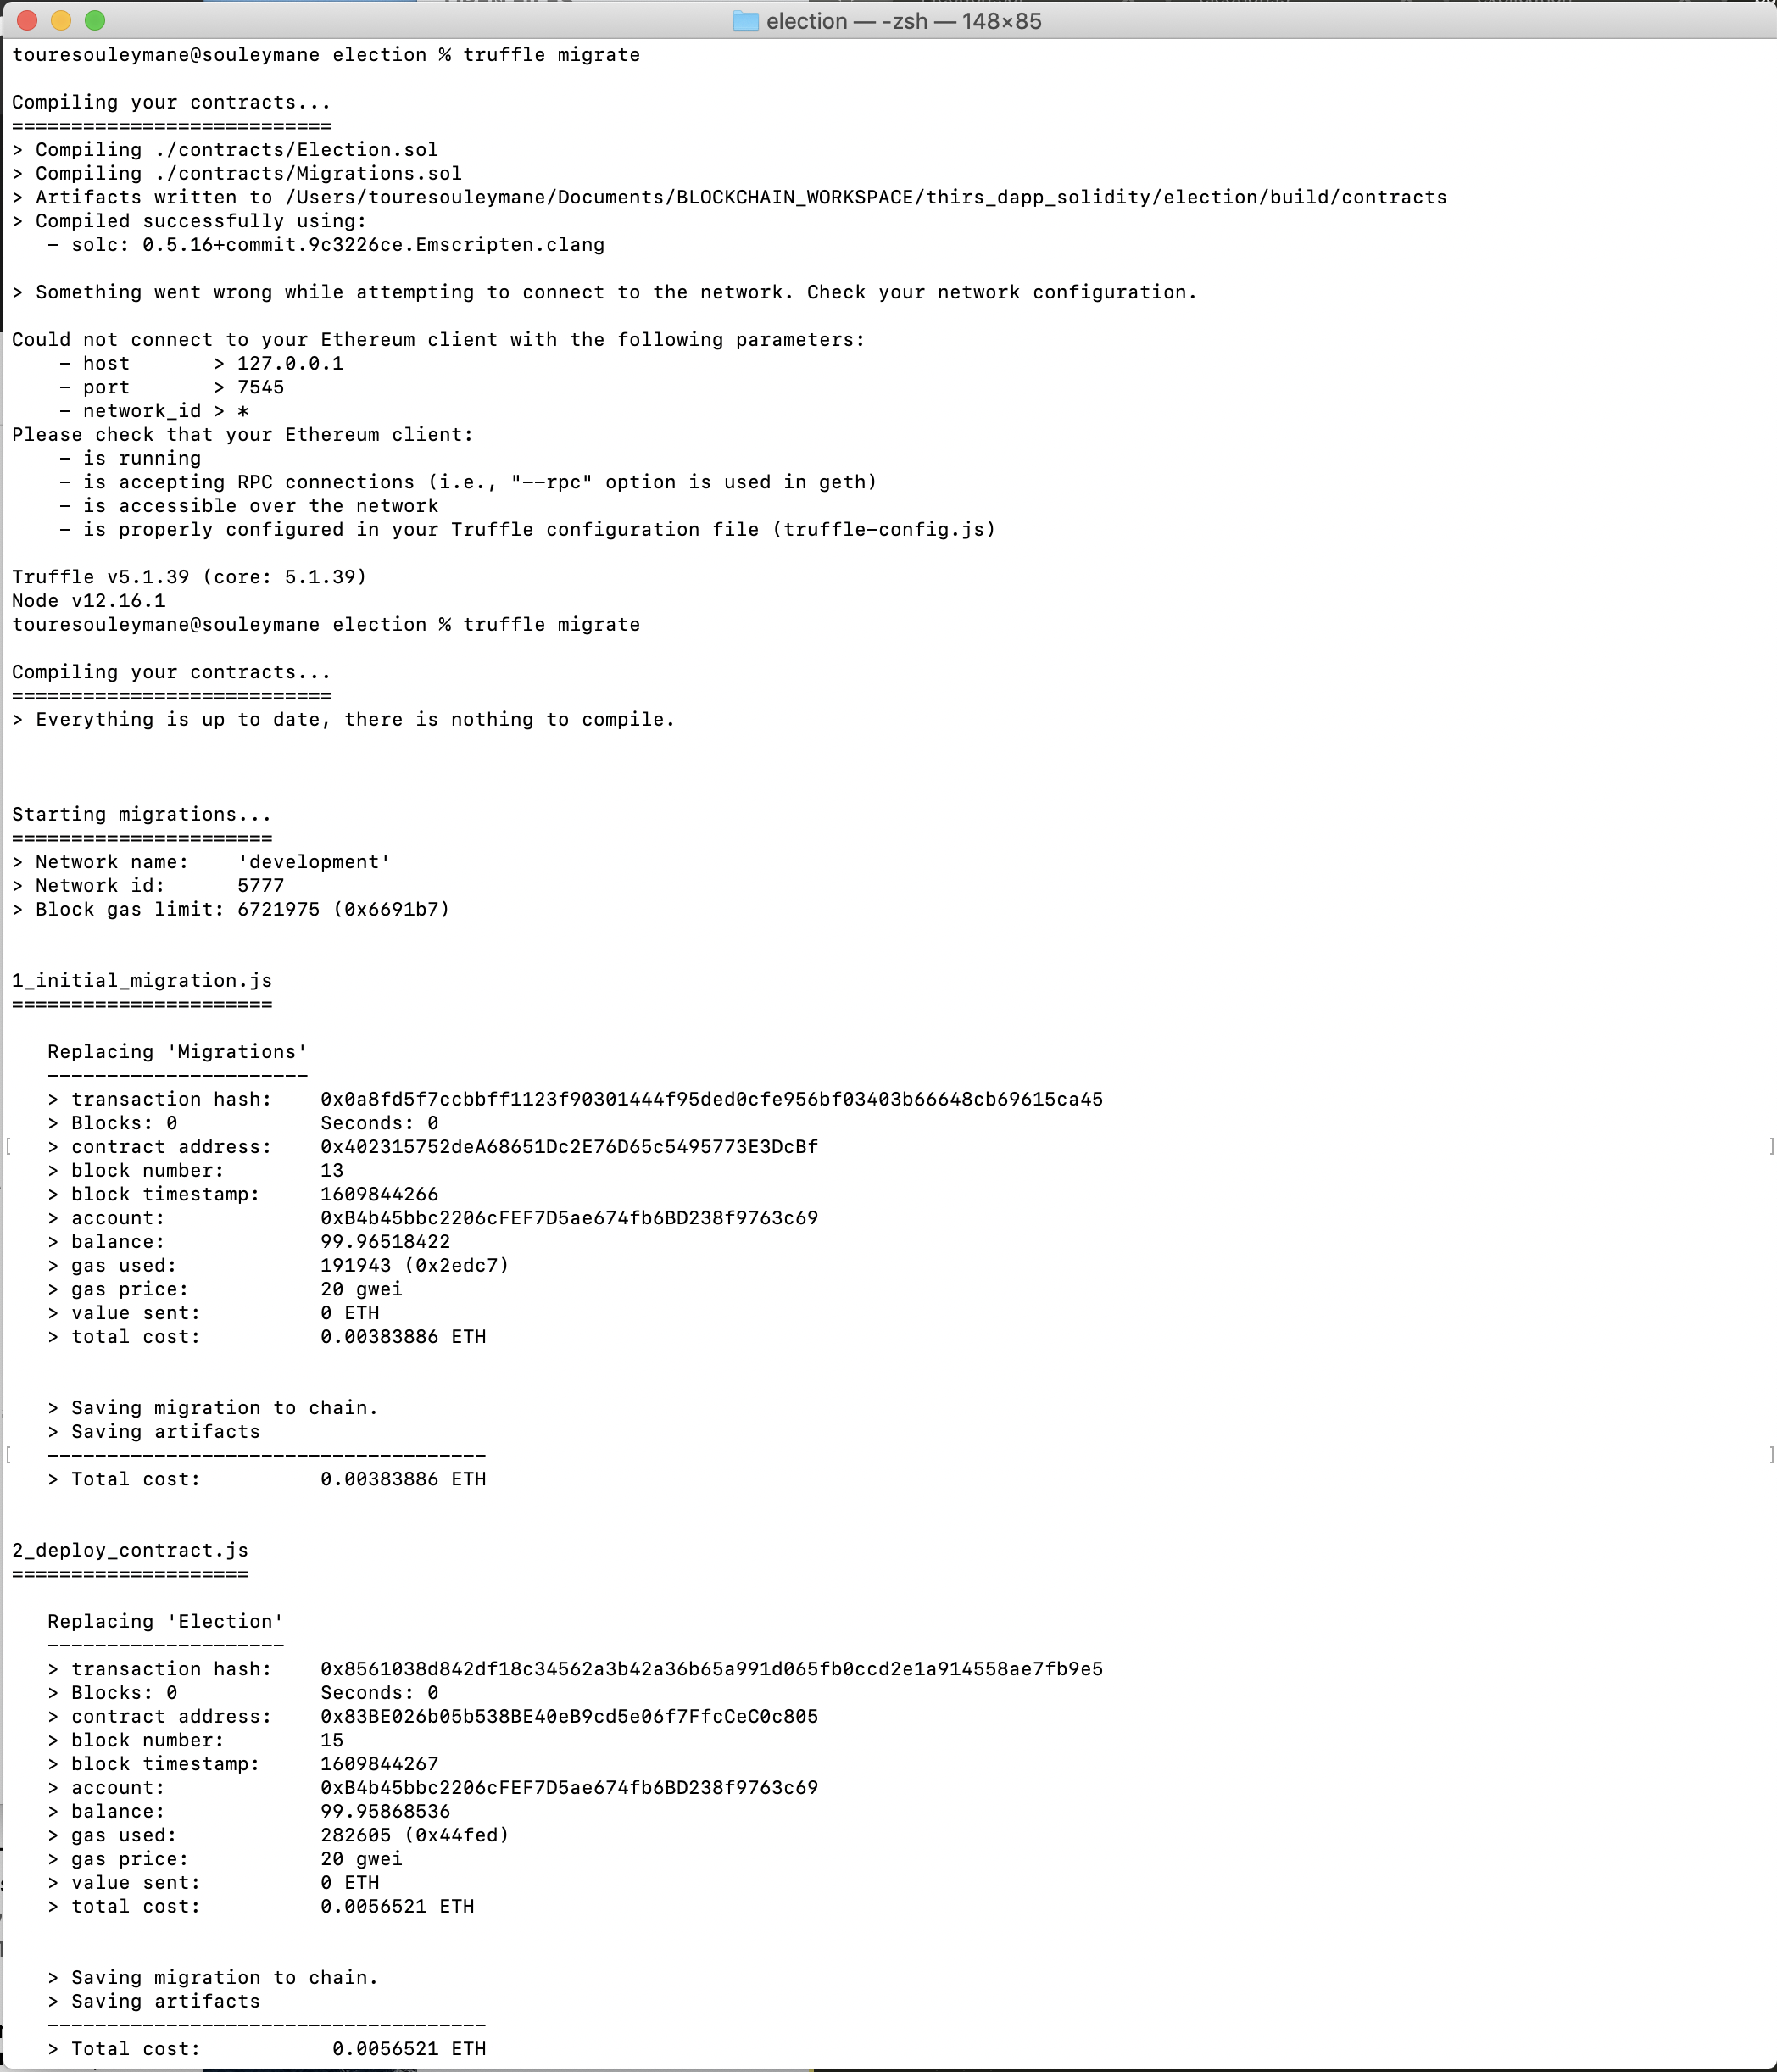 election — -zsh — 148×85
touresouleymane@souleymane election % truffle migrate
Compiling your contracts...
===========================
> Compiling ./contracts/Election.sol
> Compiling ./contracts/Migrations.sol
> Artifacts written to /Users/touresouleymane/Documents/BLOCKCHAIN_WORKSPACE/thirs_dapp_solidity/election/build/contracts
> Compiled successfully using:
   - solc: 0.5.16+commit.9c3226ce.Emscripten.clang
> Something went wrong while attempting to connect to the network. Check your network configuration.
Could not connect to your Ethereum client with the following parameters:
    - host       > 127.0.0.1
    - port       > 7545
    - network_id > *
Please check that your Ethereum client:
    - is running
    - is accepting RPC connections (i.e., "--rpc" option is used in geth)
    - is accessible over the network
    - is properly configured in your Truffle configuration file (truffle-config.js)
Truffle v5.1.39 (core: 5.1.39)
Node v12.16.1
touresouleymane@souleymane election % truffle migrate
Compiling your contracts...
===========================
> Everything is up to date, there is nothing to compile.
Starting migrations...
======================
> Network name:    'development'
> Network id:      5777
> Block gas limit: 6721975 (0x6691b7)
1_initial_migration.js
======================
   Replacing 'Migrations'
   ----------------------
   > transaction hash:    0x0a8fd5f7ccbbff1123f90301444f95ded0cfe956bf03403b66648cb69615ca45
   > Blocks: 0            Seconds: 0
   > contract address:    0x402315752deA68651Dc2E76D65c5495773E3DcBf
   > block number:        13
   > block timestamp:     1609844266
   > account:             0xB4b45bbc2206cFEF7D5ae674fb6BD238f9763c69
   > balance:             99.96518422
   > gas used:            191943 (0x2edc7)
   > gas price:           20 gwei
   > value sent:          0 ETH
   > total cost:          0.00383886 ETH
   > Saving migration to chain.
   > Saving artifacts
   -------------------------------------
   > Total cost:          0.00383886 ETH
2_deploy_contract.js
====================
   Replacing 'Election'
   --------------------
   > transaction hash:    0x8561038d842df18c34562a3b42a36b65a991d065fb0ccd2e1a914558ae7fb9e5
   > Blocks: 0            Seconds: 0
   > contract address:    0x83BE026b05b538BE40eB9cd5e06f7FfcCeC0c805
   > block number:        15
   > block timestamp:     1609844267
   > account:             0xB4b45bbc2206cFEF7D5ae674fb6BD238f9763c69
   > balance:             99.95868536
   > gas used:            282605 (0x44fed)
   > gas price:           20 gwei
   > value sent:          0 ETH
   > total cost:          0.0056521 ETH
   > Saving migration to chain.
   > Saving artifacts
   -------------------------------------
   > Total cost:           0.0056521 ETH